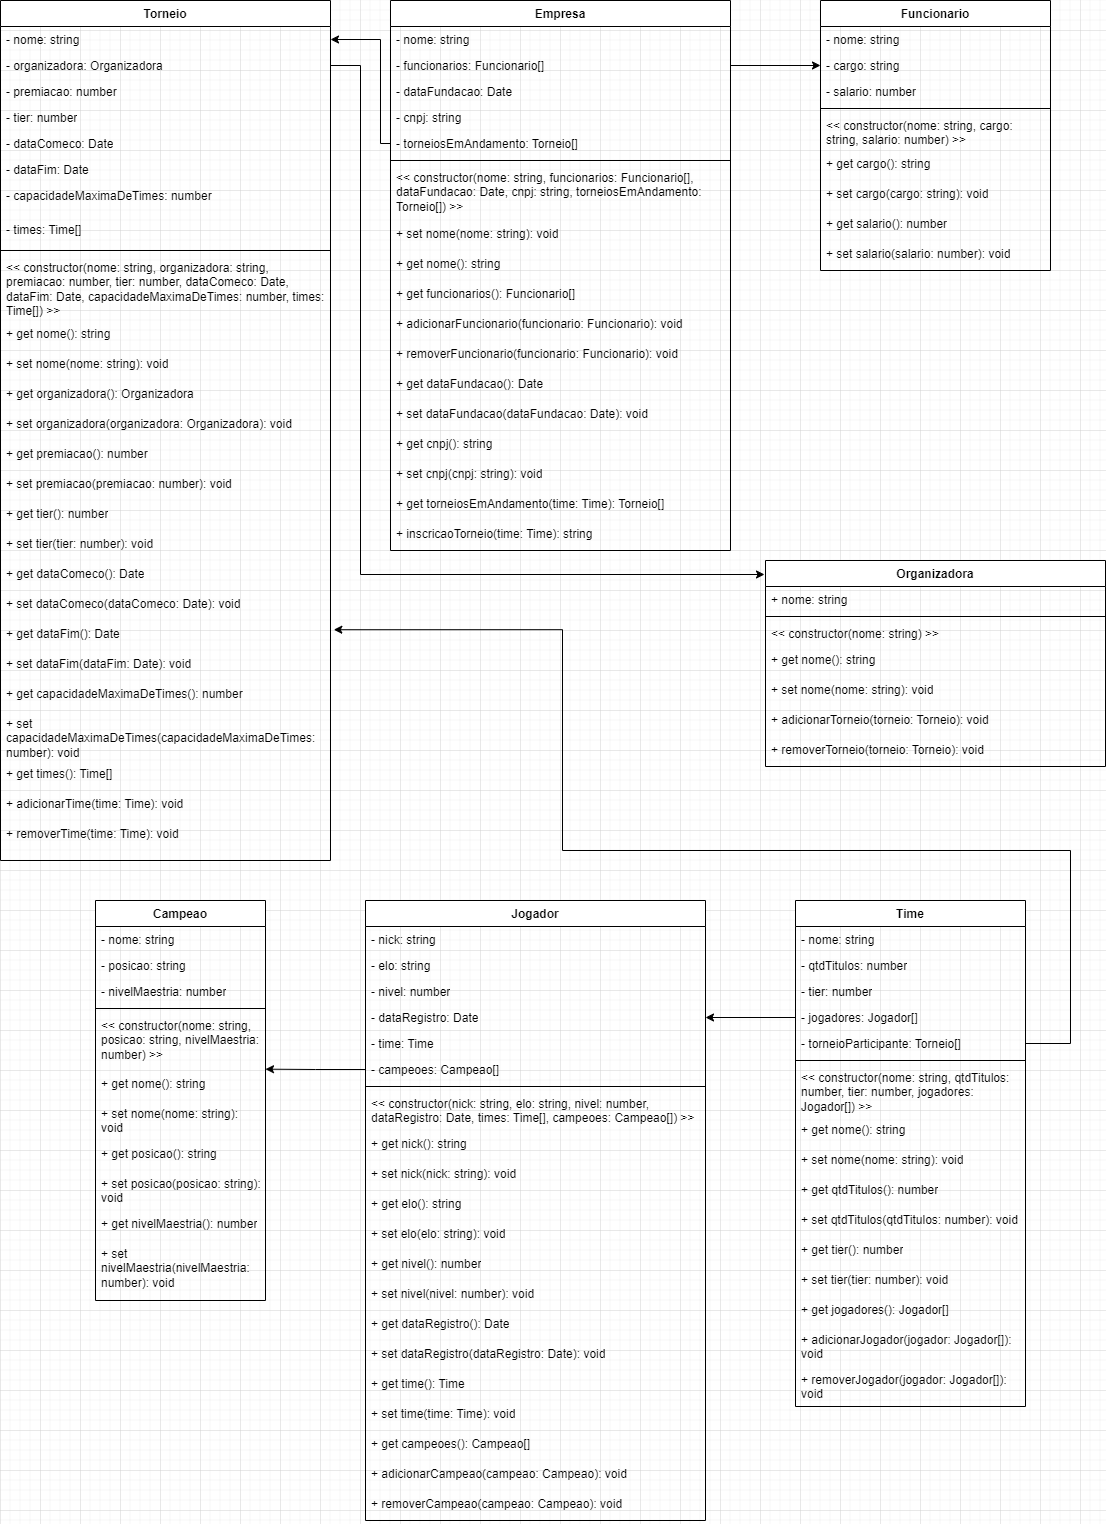 Torneio
- nome: string
- organizadora: Organizadora
- premiacao: number
- tier: number
- dataComeco: Date
- dataFim: Date
- capacidadeMaximaDeTimes: number
- times: Time[]
<< constructor(nome: string, organizadora: string,
premiacao: number, tier: number, dataComeco: Date,
dataFim: Date, capacidadeMaximaDeTimes: number, times:
Time[]) >>
+ get nome(): string
+ set nome(nome: string): void
+ get organizadora(): Organizadora
+ set organizadora(organizadora: Organizadora): void
+ get premiacao(): number
+ set premiacao(premiacao: number): void
+ get tier(): number
+ set tier(tier: number): void
+ get dataComeco(): Date
+ set dataComeco(dataComeco: Date): void
+ get dataFim(): Date
+ set dataFim(dataFim: Date): void
+ get capacidadeMaximaDeTimes(): number
+ set
capacidadeMaximaDeTimes(capacidadeMaximaDeTimes:
number): void
+ get times(): Time[]
+ adicionarTime(time: Time): void
+ removerTime(time: Time): void
Empresa
- nome: string
- funcionarios: Funcionario[]
- dataFundacao: Date
- cnpj: string
- torneiosEmAndamento: Torneio[]
<< constructor(nome: string, funcionarios: Funcionario[],
dataFundacao: Date, cnpj: string, torneiosEmAndamento:
Torneio[]) >>
+ set nome(nome: string): void
+ get nome(): string
+ get funcionarios(): Funcionario[]
+ adicionarFuncionario(funcionario: Funcionario): void
+ removerFuncionario(funcionario: Funcionario): void
+ get dataFundacao(): Date
+ set dataFundacao(dataFundacao: Date): void
+ get cnpj(): string
+ set cnpj(cnpj: string): void
+ get torneiosEmAndamento(time: Time): Torneio[]
+ inscricaoTorneio(time: Time): string
Funcionario
- nome: string
- cargo: string
- salario: number
<< constructor(nome: string, cargo:
string, salario: number) >>
+ get cargo(): string
+ set cargo(cargo: string): void
+ get salario(): number
+ set salario(salario: number): void
Organizadora
+ nome: string
<< constructor(nome: string) >>
+ get nome(): string
+ set nome(nome: string): void
+ adicionarTorneio(torneio: Torneio): void
+ removerTorneio(torneio: Torneio): void
Campeao
- nome: string
- posicao: string
- nivelMaestria: number
<< constructor(nome: string,
posicao: string, nivelMaestria:
number) >>
+ get nome(): string
+ set nome(nome: string):
void
+ get posicao(): string
+ set posicao(posicao: string):
void
+ get nivelMaestria(): number
+ set
nivelMaestria(nivelMaestria:
number): void
Jogador
- nick: string
- elo: string
- nivel: number
- dataRegistro: Date
- time: Time
- campeoes: Campeao[]
<< constructor(nick: string, elo: string, nivel: number,
dataRegistro: Date, times: Time[], campeoes: Campeao[]) >>
+ get nick(): string
+ set nick(nick: string): void
+ get elo(): string
+ set elo(elo: string): void
+ get nivel(): number
+ set nivel(nivel: number): void
+ get dataRegistro(): Date
+ set dataRegistro(dataRegistro: Date): void
+ get time(): Time
+ set time(time: Time): void
+ get campeoes(): Campeao[]
+ adicionarCampeao(campeao: Campeao): void
+ removerCampeao(campeao: Campeao): void
Time
- nome: string
- qtdTitulos: number
- tier: number
- jogadores: Jogador[]
- torneioParticipante: Torneio[]
<< constructor(nome: string, qtdTitulos:
number, tier: number, jogadores:
Jogador[]) >>
+ get nome(): string
+ set nome(nome: string): void
+ get qtdTitulos(): number
+ set qtdTitulos(qtdTitulos: number): void
+ get tier(): number
+ set tier(tier: number): void
+ get jogadores(): Jogador[]
+ adicionarJogador(jogador: Jogador[]):
void
+ removerJogador(jogador: Jogador[]):
void